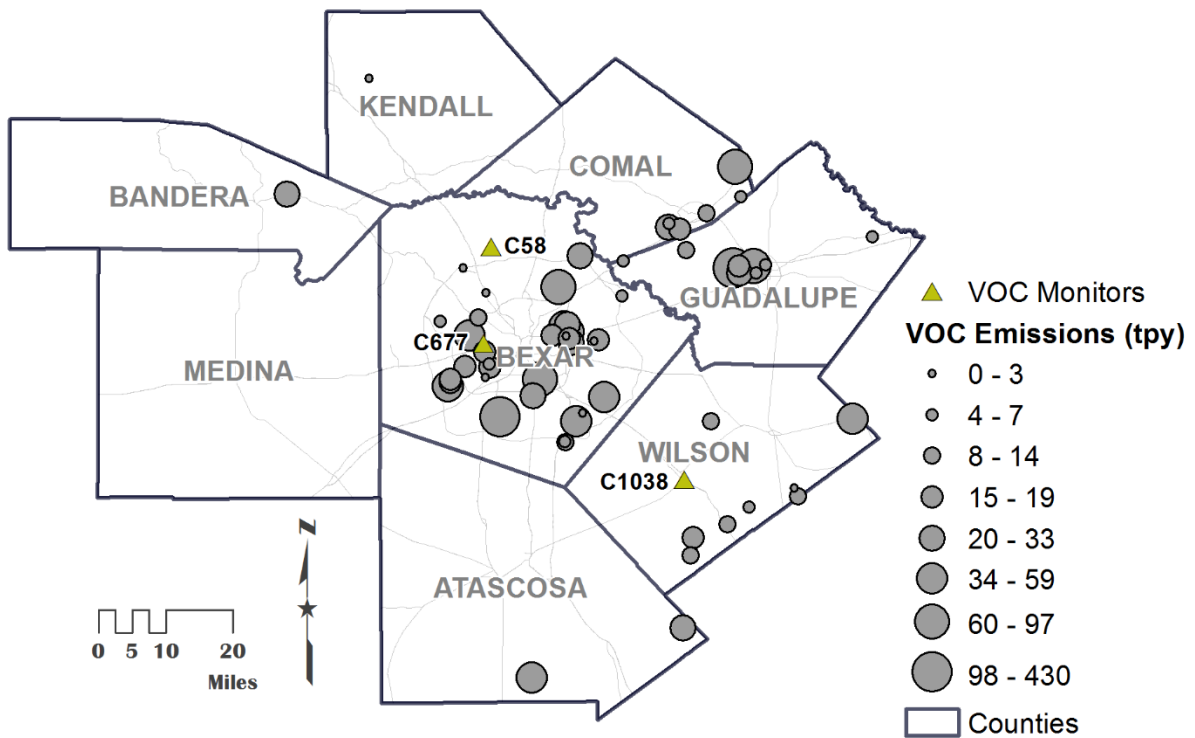 KENDALL
COMAL
BANDERA
C58
VOC Monitors
GUADALUPE
VOC Emissions (tpy)
C677
BEXAR
MEDINA
0 - 3
4 - 7
WILSON
8 - 14
C1038
15 - 19
N
20 - 33
ATASCOSA
34 - 59
60 - 97
0 5 10 20
Miles
98 - 430
Counties